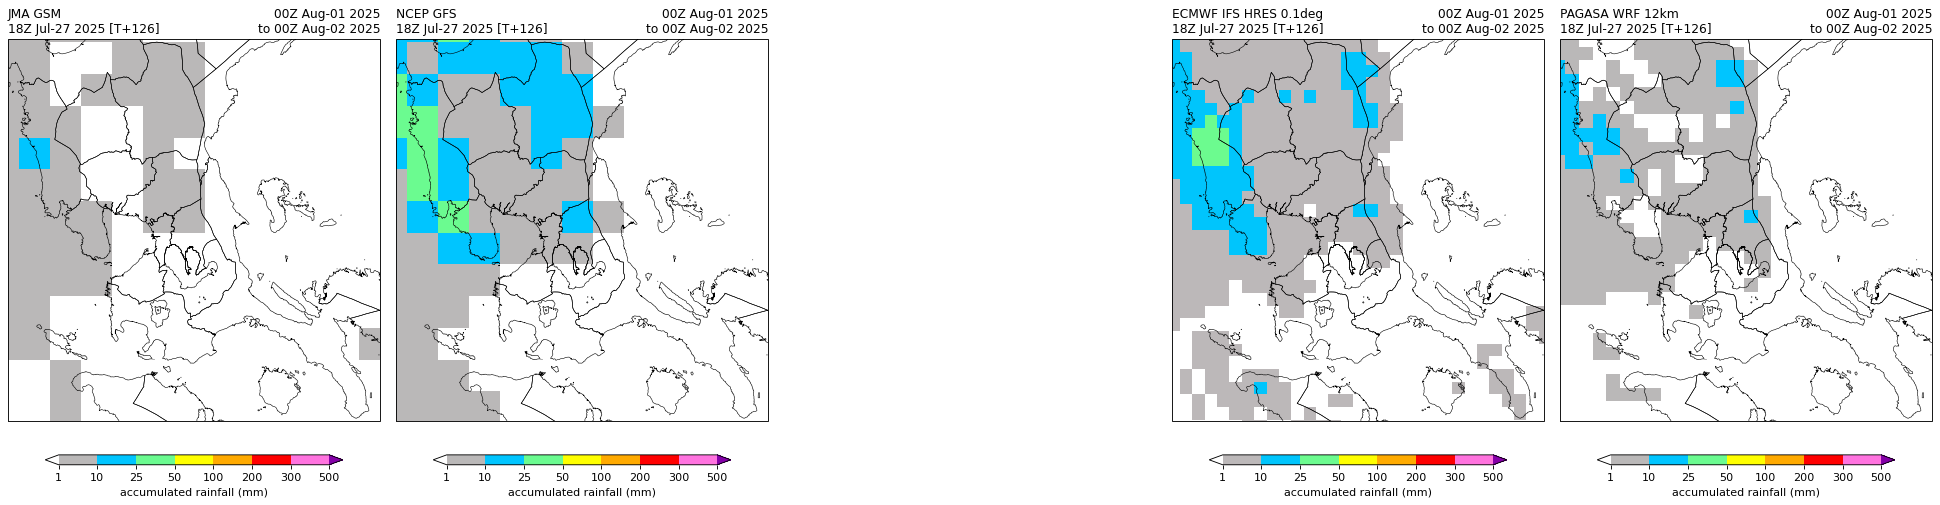 JMA GSM 00Z Aug-01 2025
18Z Jul-27 2025 [T+126] to 00Z Aug-02 2025
NCEP GFS 00Z Aug-01 2025
18Z Jul-27 2025 [T+126] to 00Z Aug-02 2025
ECMWF IFS HRES 0.1deg 00Z Aug-01 2025
18Z Jul-27 2025 [T+126] to 00Z Aug-02 2025
PAGASA WRF 12km 00Z Aug-01 2025
18Z Jul-27 2025 [T+126] to 00Z Aug-02 2025
1 10 25 50 100 200 300 500
accumulated rainfall (mm)
1 10 25 50 100 200 300 500
accumulated rainfall (mm)
1 10 25 50 100 200 300 500
accumulated rainfall (mm)
1 10 25 50 100 200 300 500
accumulated rainfall (mm)